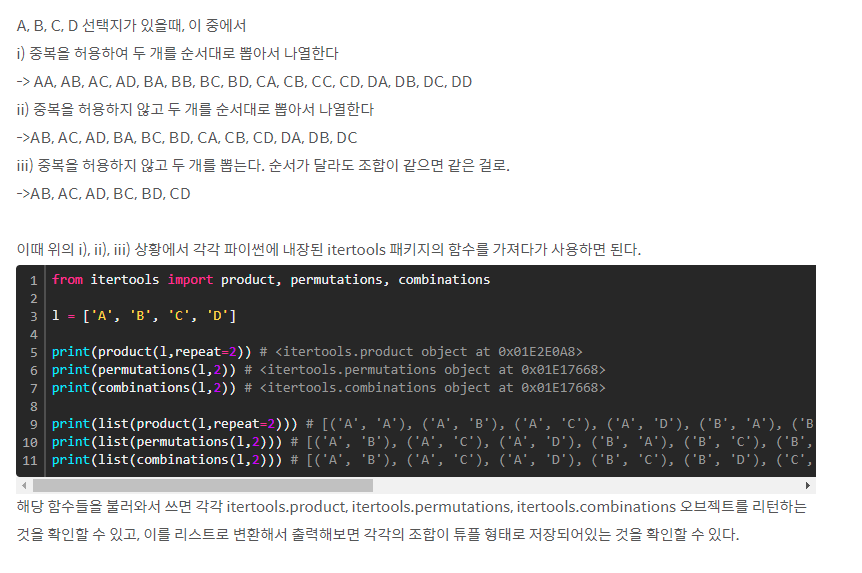 A, B, C, D 선택지가 있을때, 이 중에서
i) 중복을 허용하여 두 개를 순서대로 뽑아서 나열한다
-> AA, AB, AC, AD, BA, BB, BC, BD, CA, CB, CC, CD, DA, DB, DC, DD
ii) 중복을 허용하지 않고 두 개를 순서대로 뽑아서 나열한다
->AB, AC, AD, BA, BC, BD, CA, CB, CD, DA, DB, DC
iii) 중복을 허용하지 않고 두 개를 뽑는다. 순서가 달라도 조합이 같으면 같은 걸로.
->AB, AC, AD, BC, BD, CD
이때 위의 i), ii), iii) 상황에서 각각 파이썬에 내장된 itertools 패키지의 함수를 가져다가 사용하면 된다.
1 from itertools import product, permutations, combinations
2
3 l = ['A', 'B', 'C', 'D']
4
5 print(product(l,repeat=2)) # <itertools.product object at 0x01E2E0A8>
6 print(permutations(l,2)) # <itertools.permutations object at 0x01E17668>
7 print(combinations(l,2)) # <itertools.combinations object at 0x01E17668>
8
9 print(list(product(l,repeat=2))) # [('A', 'A'), ('A', 'B'), ('A', 'C'), ('A', 'D'), ('B', 'A'), ('B
10 print(list(permutations(l,2))) # [('A', 'B'), ('A', 'C'), ('A', 'D'), ('B', 'A'), ('B', 'C'), ('B',
11 print(list(combinations(l,2))) # [('A', 'B'), ('A', 'C'), ('A', 'D'), ('B', 'C'), ('B', 'D'), ('C',
해당 함수들을 불러와서 쓰면 각각 itertools.product, itertools.permutations, itertools.combinations 오브젝트를 리턴하는
것을 확인할 수 있고, 이를 리스트로 변환해서 출력해보면 각각의 조합이 튜플 형태로 저장되어있는 것을 확인할 수 있다.